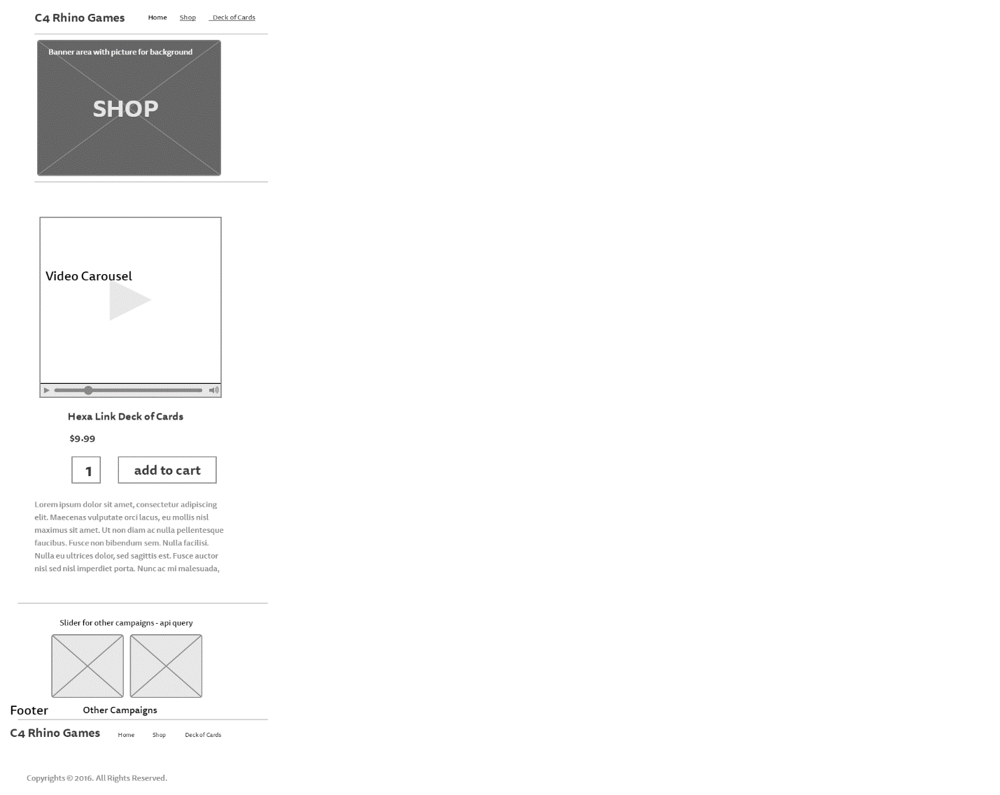 C4 Rhino Games Home Shop Deck of Cards
Banner area with picture for background
SHOP
Video Carousel
Hexa Link Deck of Cards
$9.99
1 add to cart
Lorem ipsum dolor sit amet, consectetur adipiscing
elit. Maecenas vulputate orci lacus, eu mollis nisl
maximus sit amet. Ut non diam ac nulla pellentesque
faucibus. Fusce non bibendum sem. Nulla facilisi.
Nulla eu ultrices dolor, sed sagittis est. Fusce auctor
nisl sed nisl imperdiet porta. Nunc ac mi malesuada,
Slider for other campaigns - api query
Footer Other Campaigns
C4 Rhino Games Home Shop Deck of Cards
Copyrights © 2016. All Rights Reserved.